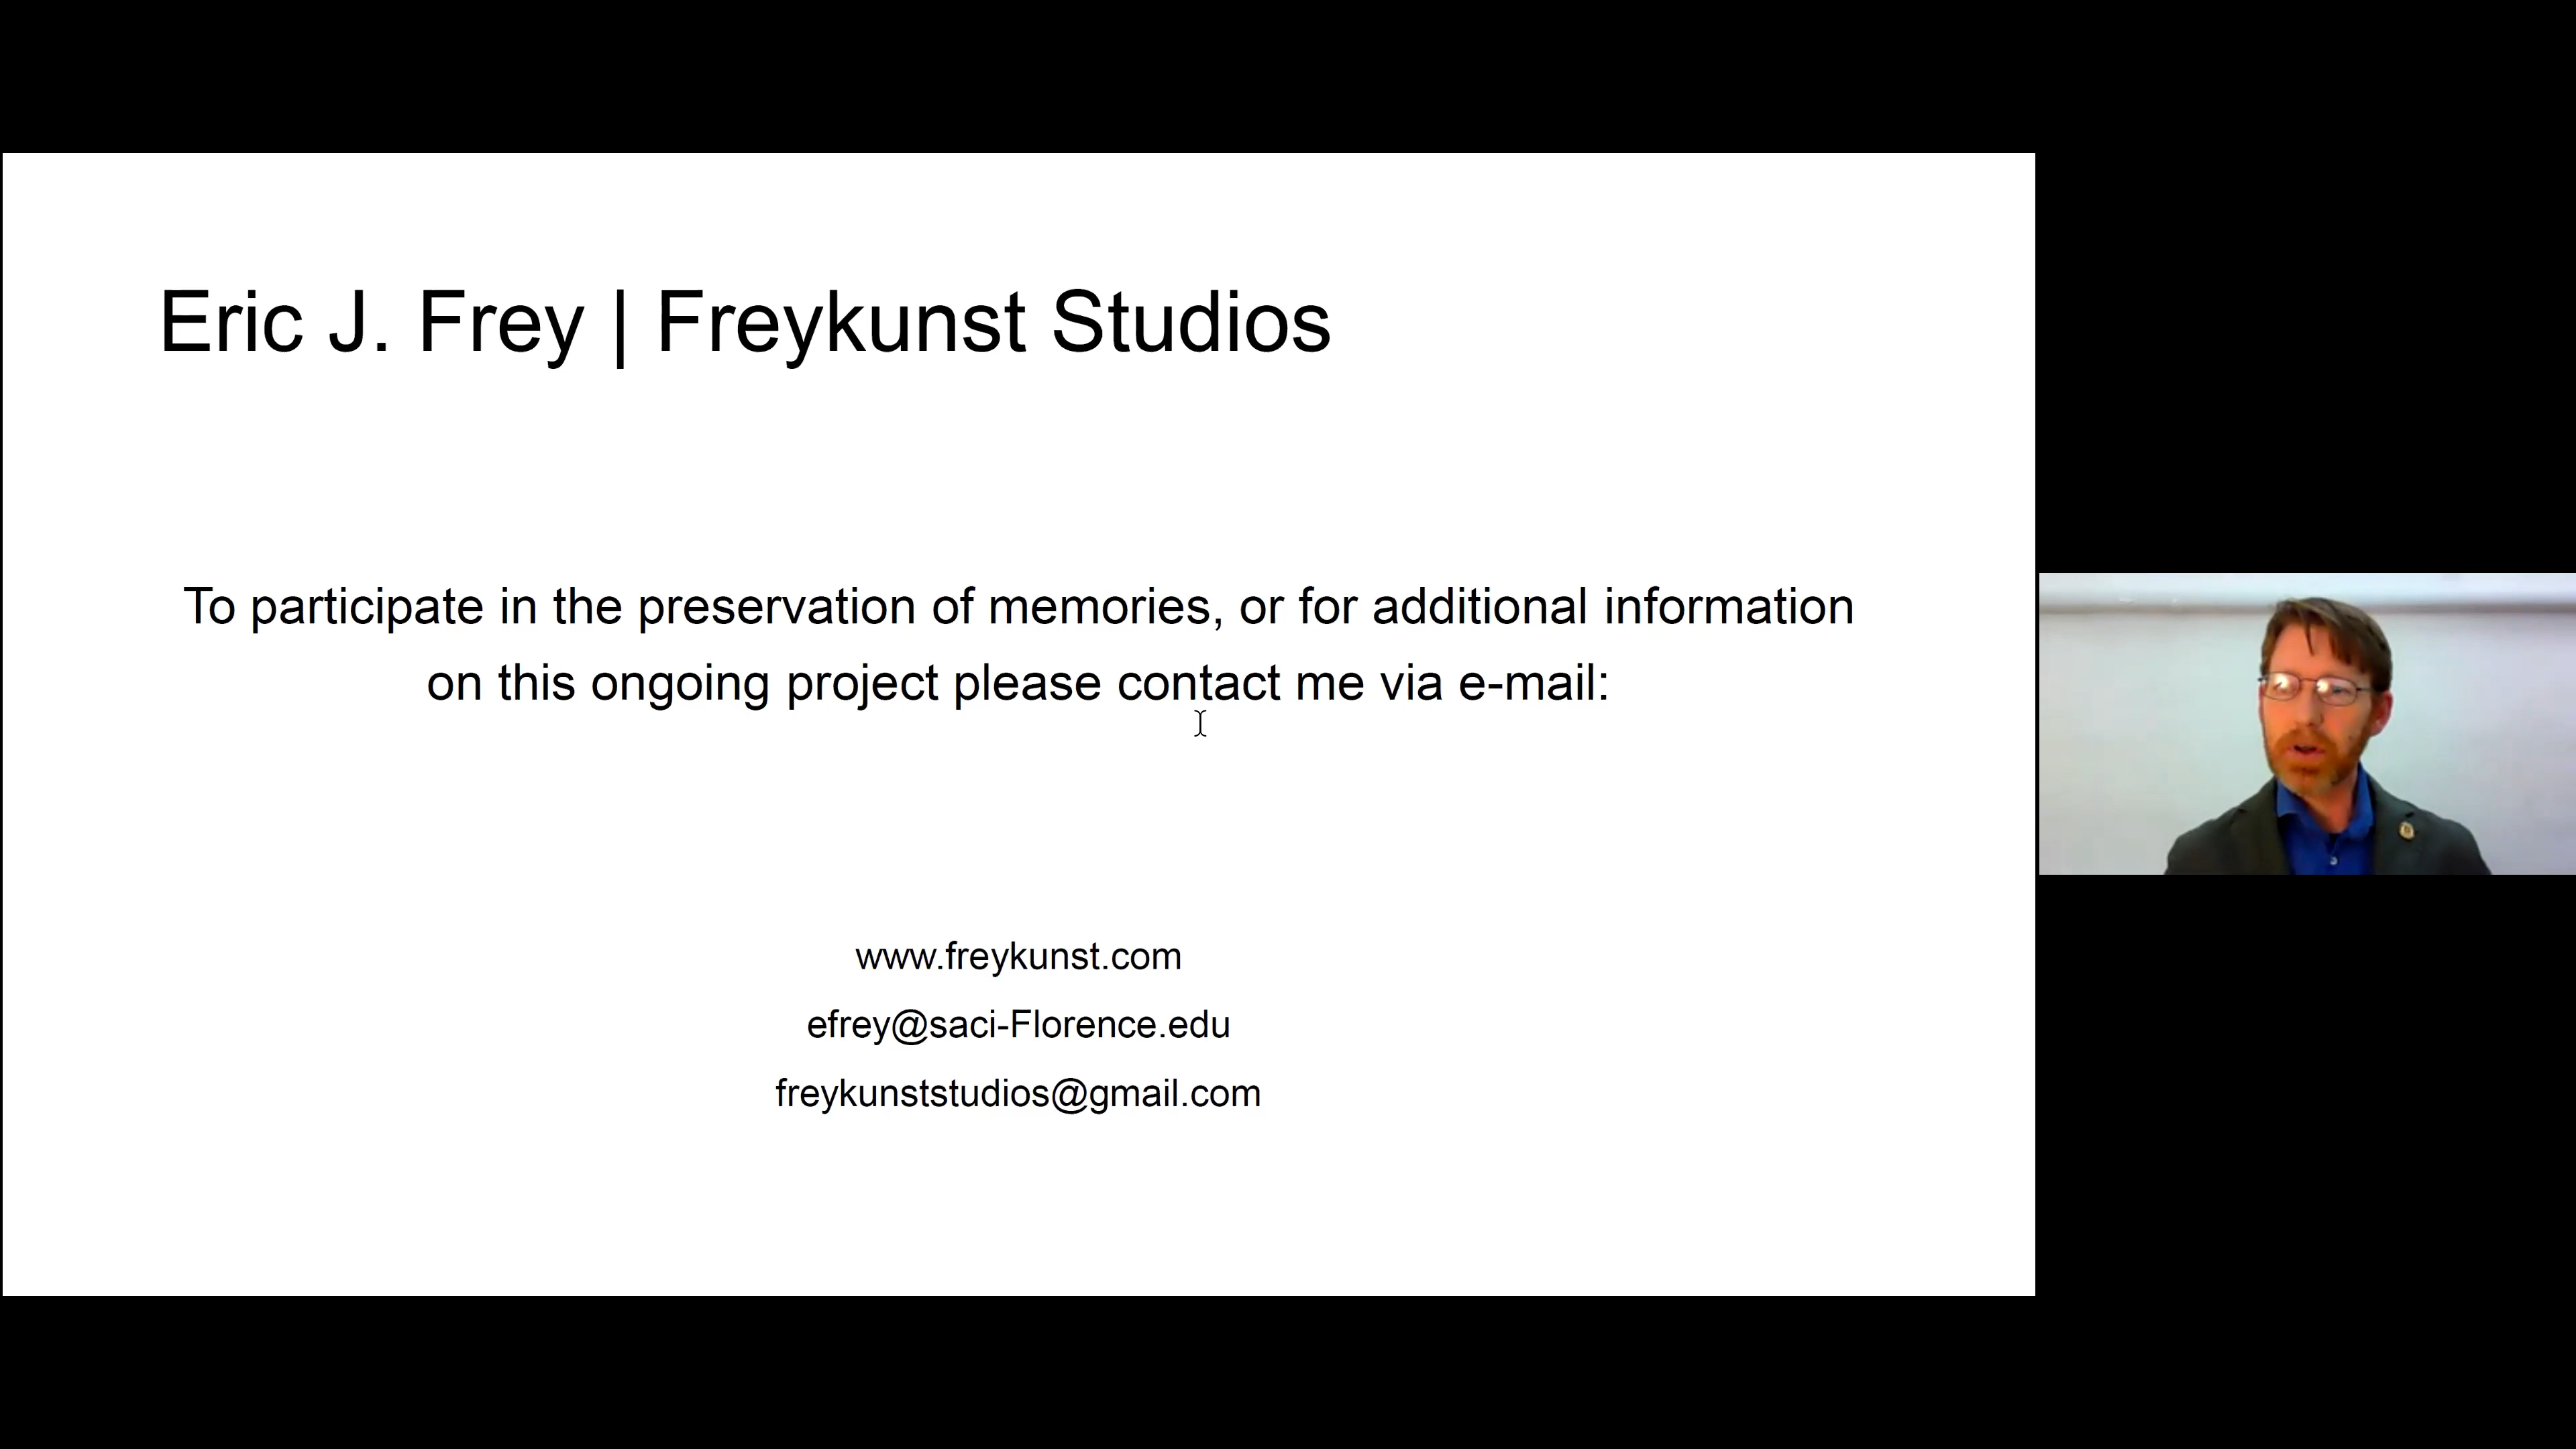 Eric J. Frey | Freykunst Studios
To participate in the preservation of memories, or for additional information
on this ongoing project please contact me via e-mail:
www.freykunst.com
efrey@saci-Florence.edu
freykunststudios@gmail.com